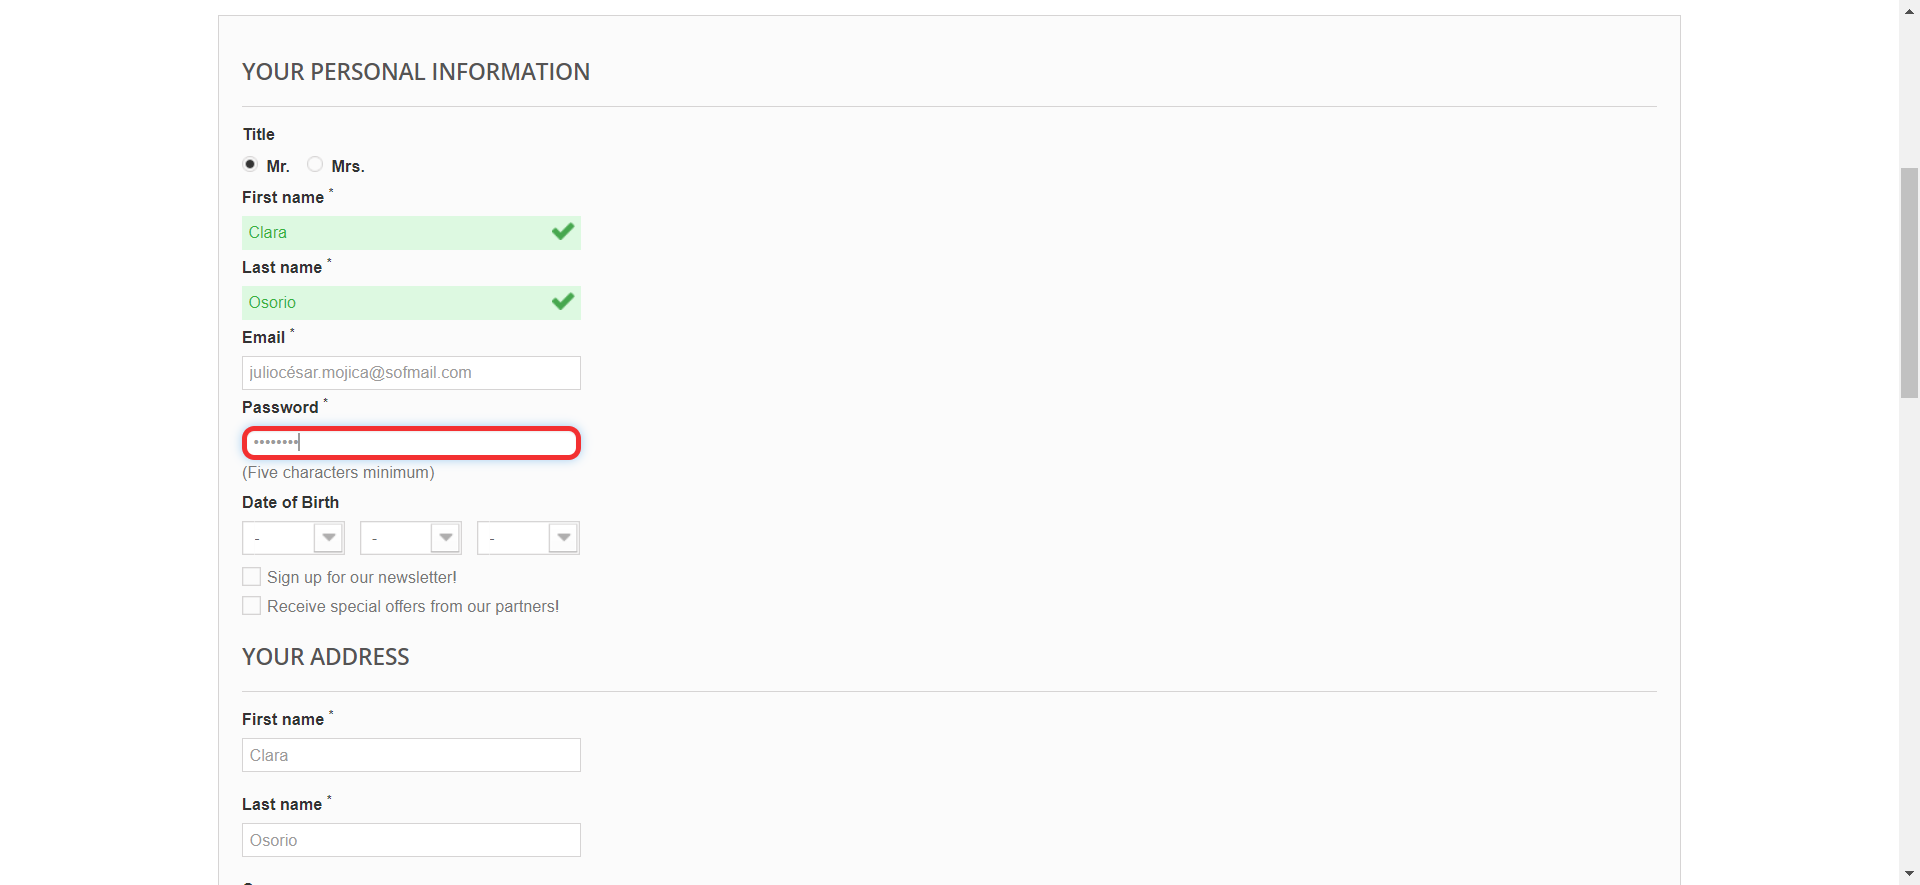 YOUR PERSONAL INFORMATION
Title
Mr. Mrs.
First name *
Clara
Last name *
Osorio
Email *
juliocésar.mojica@sofmail.com
Password *
••••••••
(Five characters minimum)
Date of Birth
- - -
Sign up for our newsletter!
Receive special offers from our partners!
YOUR ADDRESS
First name *
Clara
Last name *
Osorio